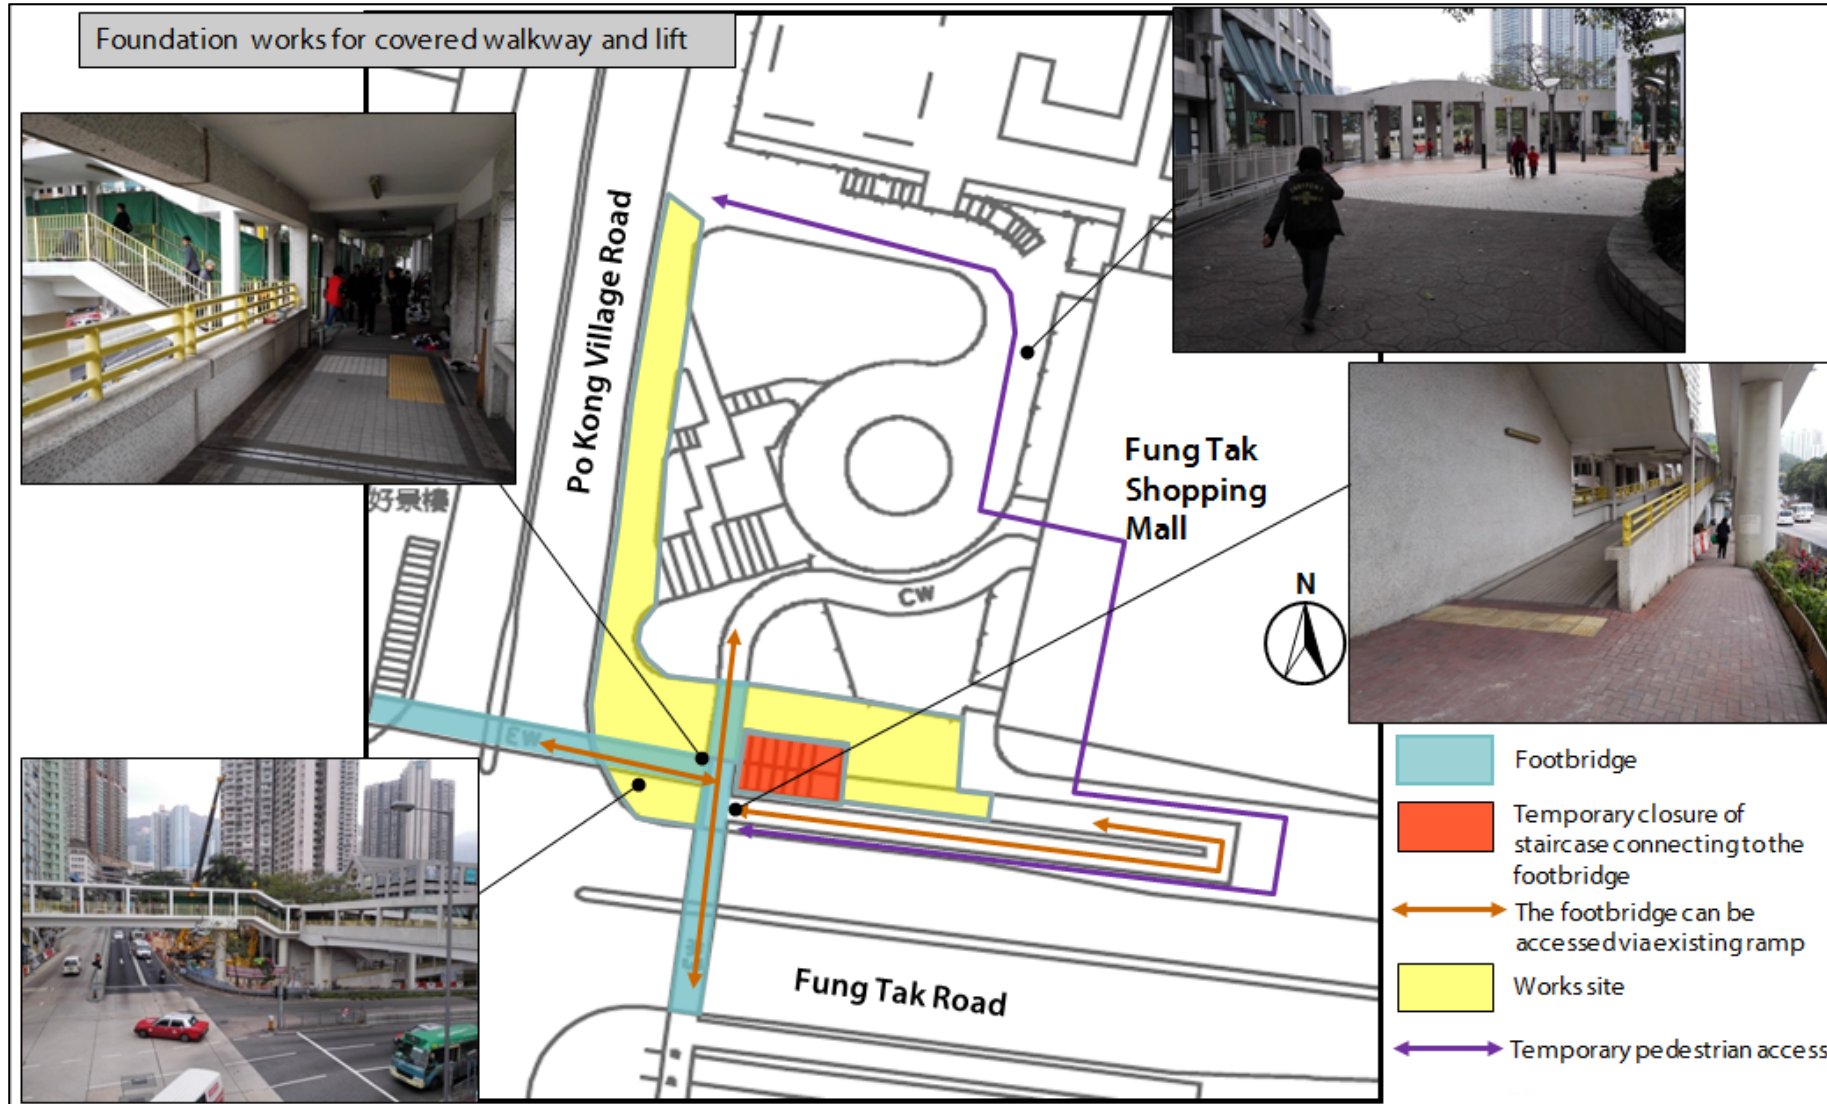 Foundation works for covered walkway and lift
Po Kong Village Road
好景樓
Fung Tak
Shopping
Mall
N
CW
EW
Fung Tak Road
Footbridge
Temporary closure of
staircase connecting to the
footbridge
The footbridge can be
accessed via existing ramp
Works site
Temporary pedestrian access